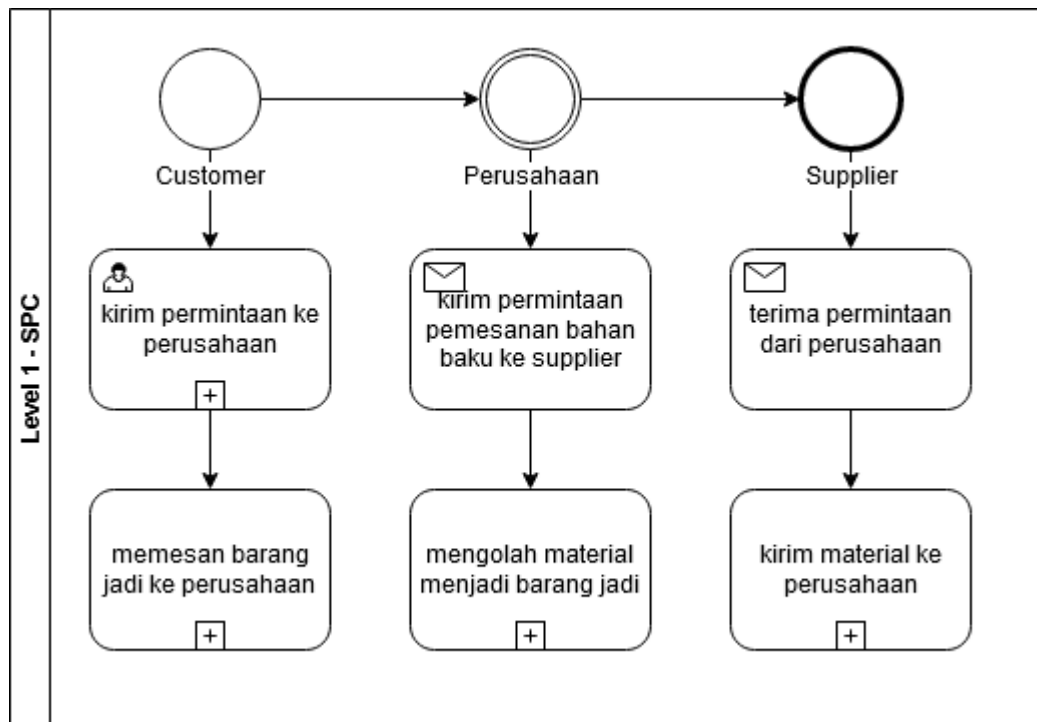 Level 1 - SPC
Customer
Perusahaan
Supplier
kirim permintaan ke
perusahaan
kirim permintaan
pemesanan bahan
baku ke supplier
terima permintaan
dari perusahaan
memesan barang
jadi ke perusahaan
mengolah material
menjadi barang jadi
kirim material ke
perusahaan